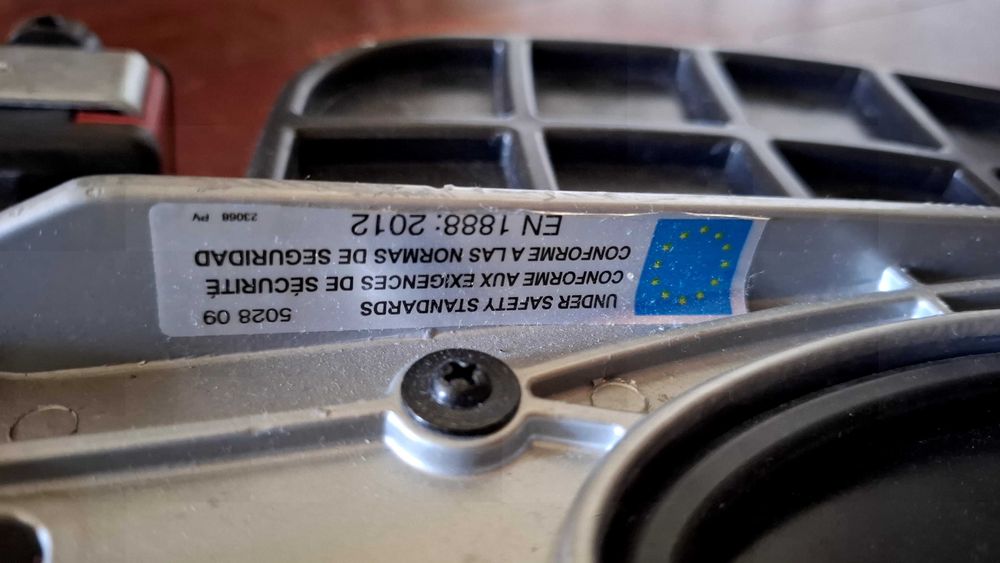 UNDER SAFETY STANDARDS 5028 09
CONFORME AUX EXIGENCES DE SÉCURITÉ
CONFORME A LAS NORMAS DE SEGURIDAD
EN 1888: 2012 23068 PV